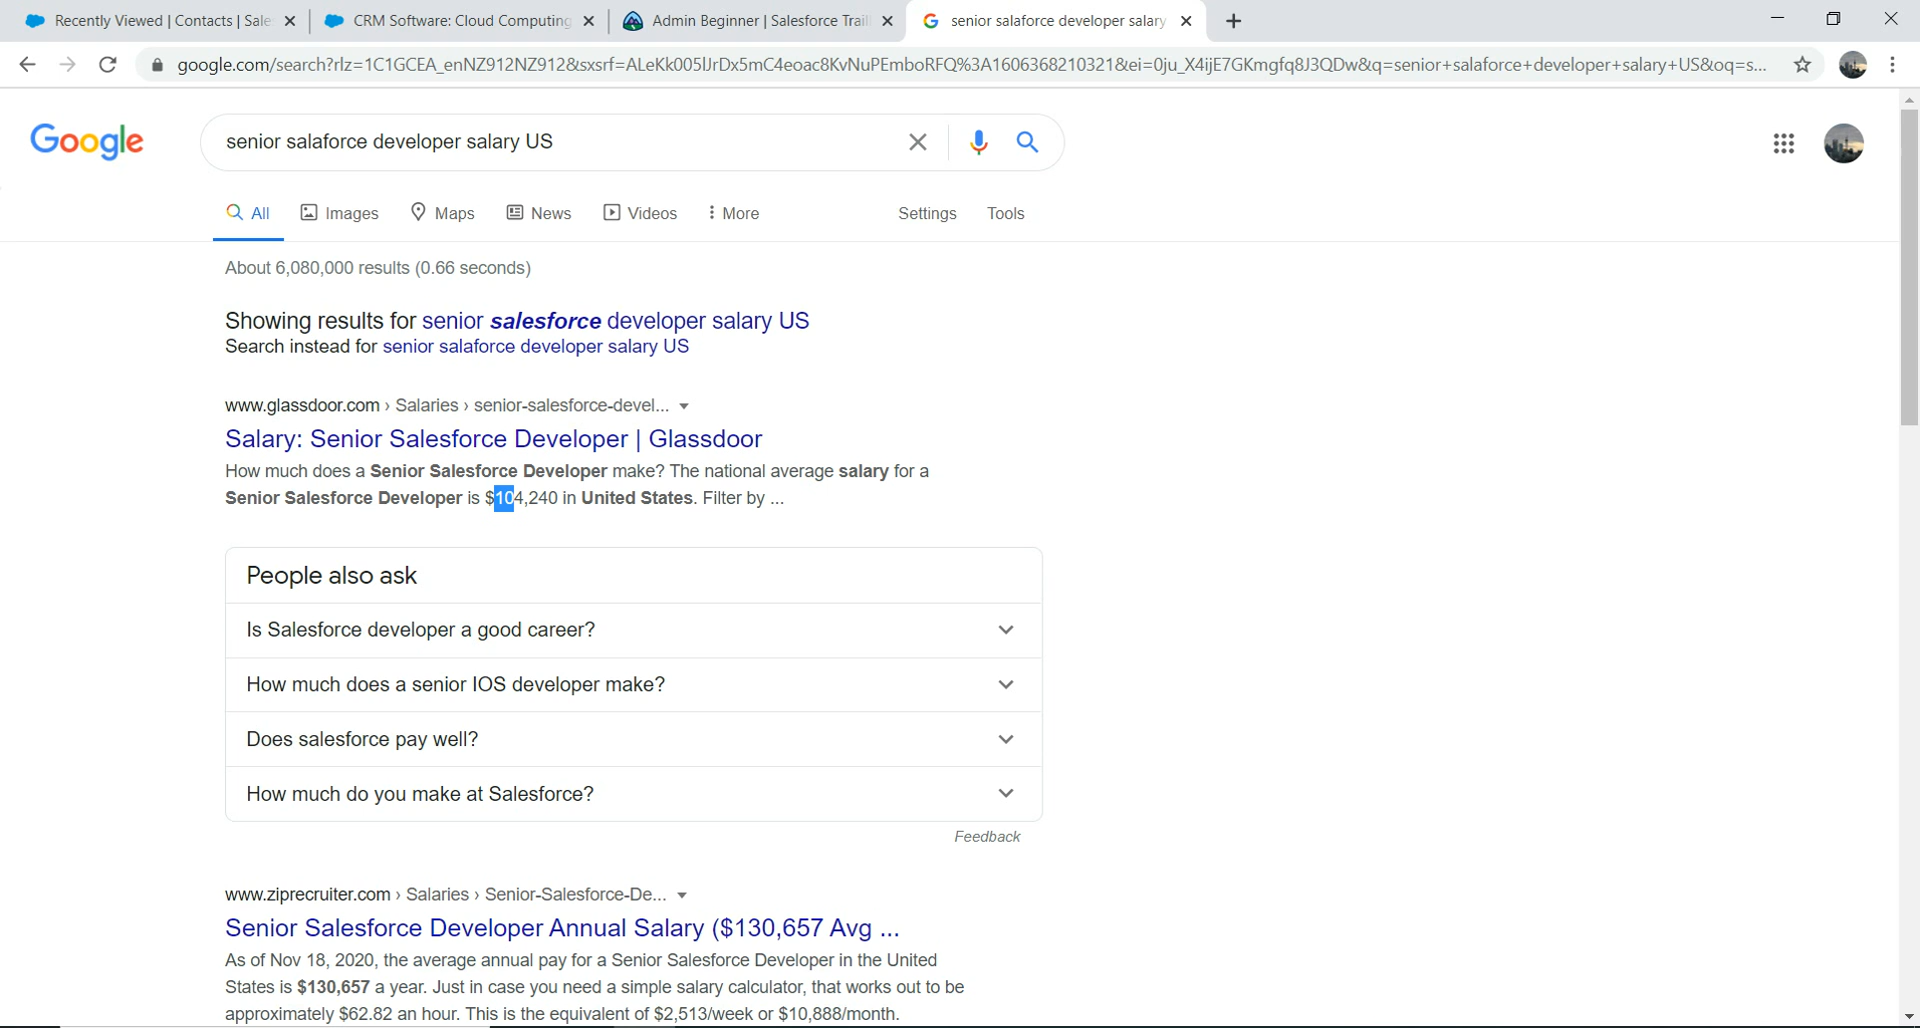 Recently Viewed | Contacts | Sale
CRM Software: Cloud Computing
Admin Beginner | Salesforce Trail
senior salaforce developer salary
google.com/search?rlz=1C1GCEA_enNZ912NZ912&sxsrf=ALeKk005lJrDx5mC4eoac8KvNuPEmboRFQ%3A1606368210321&ei=0ju_X4ijE7GKmgfq8J3QDw&q=senior+salaforce+developer+salary+US&oq=s...
Google
senior salaforce developer salary US
All Images Maps News Videos More Settings Tools
About 6,080,000 results (0.66 seconds)
Showing results for senior salesforce developer salary US
Search instead for senior salaforce developer salary US
www.glassdoor.com › Salaries › senior-salesforce-devel...
Salary: Senior Salesforce Developer | Glassdoor
How much does a Senior Salesforce Developer make? The national average salary for a
Senior Salesforce Developer is $104,240 in United States. Filter by ...
People also ask
Is Salesforce developer a good career?
How much does a senior IOS developer make?
Does salesforce pay well?
How much do you make at Salesforce?
Feedback
www.ziprecruiter.com › Salaries › Senior-Salesforce-De...
Senior Salesforce Developer Annual Salary ($130,657 Avg ...
As of Nov 18, 2020, the average annual pay for a Senior Salesforce Developer in the United
States is $130,657 a year. Just in case you need a simple salary calculator, that works out to be
approximately $62.82 an hour. This is the equivalent of $2,513/week or $10,888/month.